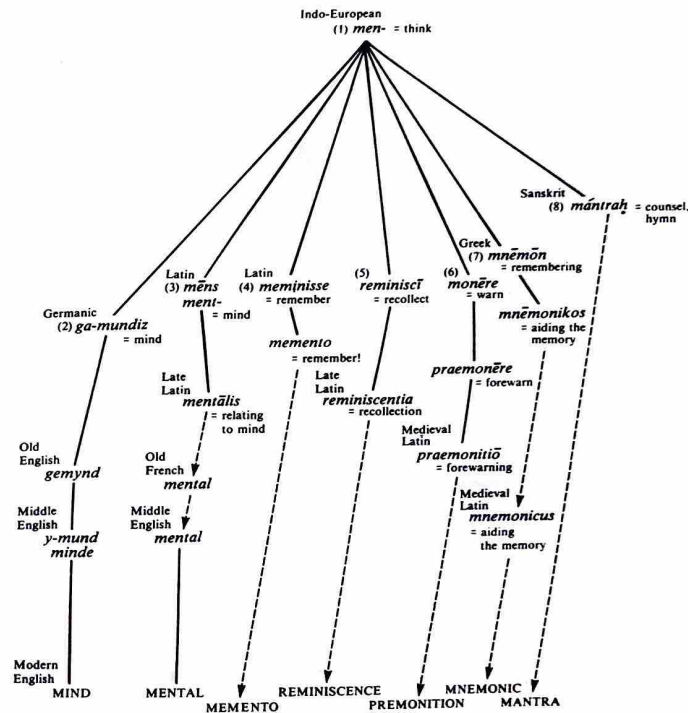 Indo-European
(1) men- = think
Sanskrit
(8) mántraḥ = counsel,
hymn
Greek
(7) mnēmōn
= remembering
Latin
(3) mēns
ment-
= mind
Latin
(4) meminisse
= remember
(5)
reminiscī
= recollect
(6)
monēre
= warn
mnēmonikos
= aiding the
memory
Germanic
(2) ga-mundiz
= mind
memento
= remember!
Late
Latin
mentālis
= relating
to mind
Late
Latin
reminiscentia
= recollection
praemonēre
= forewarn
Medieval
Latin
praemonitiō
= forewarning
Old
English
gemynd
Old
French
mental
Medieval
Latin
mnemonicus
= aiding
the memory
Middle
English
y-mund
minde
Middle
English
mental
Modern
English
MIND
MENTAL
MEMENTO
REMINISCENCE
PREMONITION
MNEMONIC
MANTRA